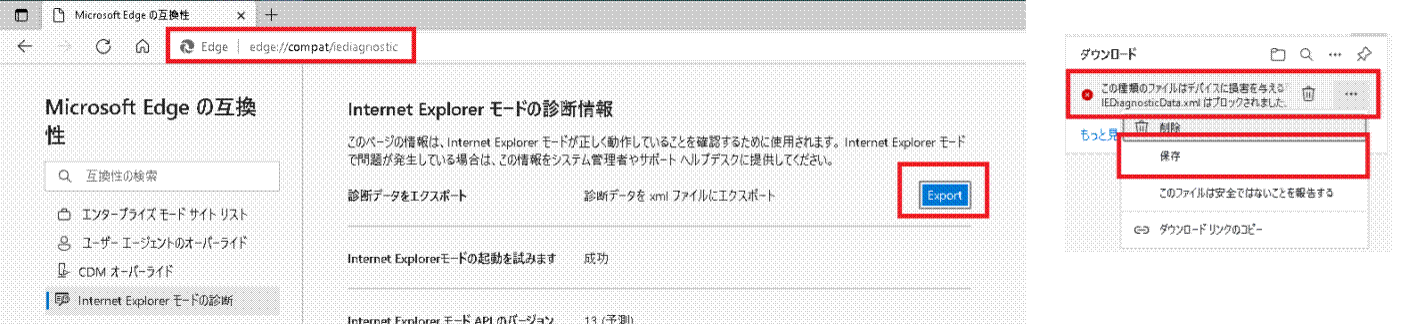 Microsoft Edge の互換性
Edge | edge://compat/iediagnostic
Microsoft Edge の互換
性
互換性の検索
エンタープライズ モード サイト リスト
ユーザー エージェントのオーバーライド
CDM オーバーライド
Internet Explorer モードの診断
Internet Explorer モードの診断情報
このページの情報は、Internet Explorer モードが正しく動作していることを確認するために使用されます。Internet Explorer モード
で問題が発生している場合は、この情報をシステム管理者やサポート ヘルプデスクに提供してください。
診断データをエクスポート
診断データを xml ファイルにエクスポート
Export
Internet Explorerモードの起動を試みます
成功
Internet Explorer モード API のバージョン
13 (予測)
ダウンロード
この種類のファイルはデバイスに損害を与える
IEDiagnosticData.xml はブロックされました。
もっと見
削除
保存
このファイルは安全ではないことを報告する
ダウンロード リンクのコピー